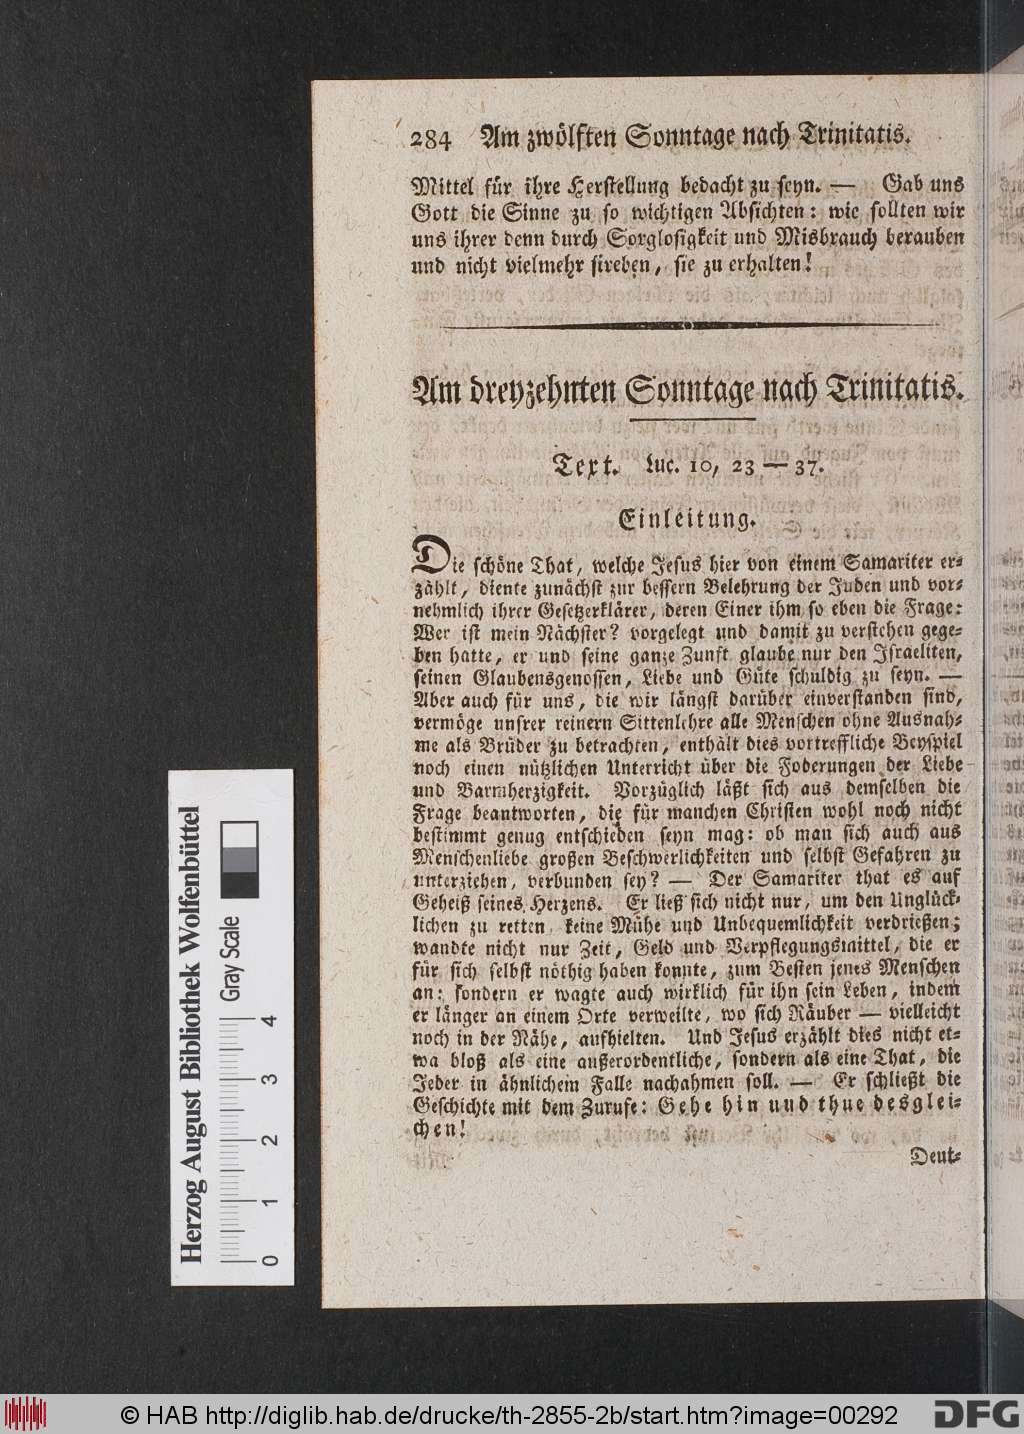 284 Am zwölften Sonntage nach Trinitatis.
Mittel für ihre Herstellung bedacht zu seyn. — Gab uns
Gott die Sinne zu so wichtigen Absichten: wie sollten wir
uns ihrer denn durch Sorglosigkeit und Misbrauch berauben
und nicht vielmehr streben, sie zu erhalten!
Am dreyzehnten Sonntage nach Trinitatis.
Text. Luc. 10, 23 — 37.
Einleitung.
Die schöne That, welche Jesus hier von einem Samariter er-
zählt, diente zunächst zur bessern Belehrung der Juden und vor-
nehmlich ihrer Gesetzerklärer, deren Einer ihm so eben die Frage:
Wer ist mein Nächster? vorgelegt und damit zu verstehen gege-
ben hatte, er und seine ganze Zunft glaube nur den Israeliten,
seinen Glaubensgenossen, Liebe und Güte schuldig zu seyn. —
Aber auch für uns, die wir längst darüber einverstanden sind,
vermöge unsrer reinern Sittenlehre alle Menschen ohne Ausnah-
me als Brüder zu betrachten, enthält dies vortreffliche Beyspiel
noch einen nützlichen Unterricht über die Foderungen der Liebe
und Barmherzigkeit. Vorzüglich läßt sich aus demselben die
Frage beantworten, die für manchen Christen wohl noch nicht
bestimmt genug entschieden seyn mag: ob man sich auch aus
Menschenliebe großen Beschwerlichkeiten und selbst Gefahren zu
unterziehen, verbunden sey? — Der Samariter that es auf
Geheiß seines Herzens. Er ließ sich nicht nur, um den Unglück-
lichen zu retten keine Mühe und Unbequemlichkeit verdrießen;
wandte nicht nur Zeit, Geld und Verpflegungsmittel, die er
für sich selbst nöthig haben konnte, zum Besten jenes Menschen
an: sondern er wagte auch wirklich für ihn sein Leben, indem
er länger an einem Orte verweilte, wo sich Räuber — vielleicht
noch in der Nähe, aufhielten. Und Jesus erzählt dies nicht et-
wa bloß als eine außerordentliche, sondern als eine That, die
Jeder in ähnlichem Falle nachahmen soll. — Er schließt die
Geschichte mit dem Zurufe: Gehe hin und thue desglei-
chen!
Deut-
Herzog August Bibliothek Wolfenbüttel
Gray Scale
0 1 2 3 4
© HAB http://diglib.hab.de/drucke/th-2855-2b/start.htm?image=00292
DFG